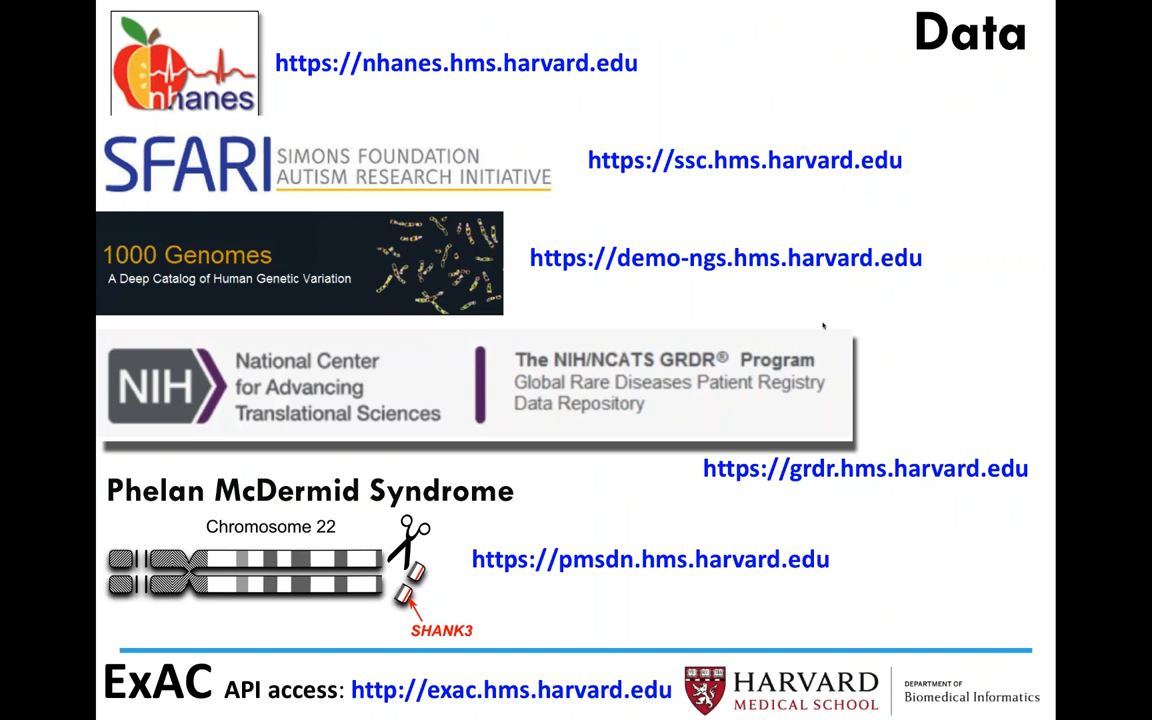 Data
nhanes
https://nhanes.hms.harvard.edu
SFARI
SIMONS FOUNDATION
AUTISM RESEARCH INITIATIVE
https://ssc.hms.harvard.edu
1000 Genomes
A Deep Catalog of Human Genetic Variation
https://demo-ngs.hms.harvard.edu
NIH
National Center
for Advancing
Translational Sciences
The NIH/NCATS GRDR® Program
Global Rare Diseases Patient Registry
Data Repository
https://grdr.hms.harvard.edu
Phelan McDermid Syndrome
Chromosome 22
https://pmsdn.hms.harvard.edu
SHANK3
ExAC API access: http://exac.hms.harvard.edu
HARVARD
MEDICAL SCHOOL
DEPARTMENT OF
Biomedical Informatics